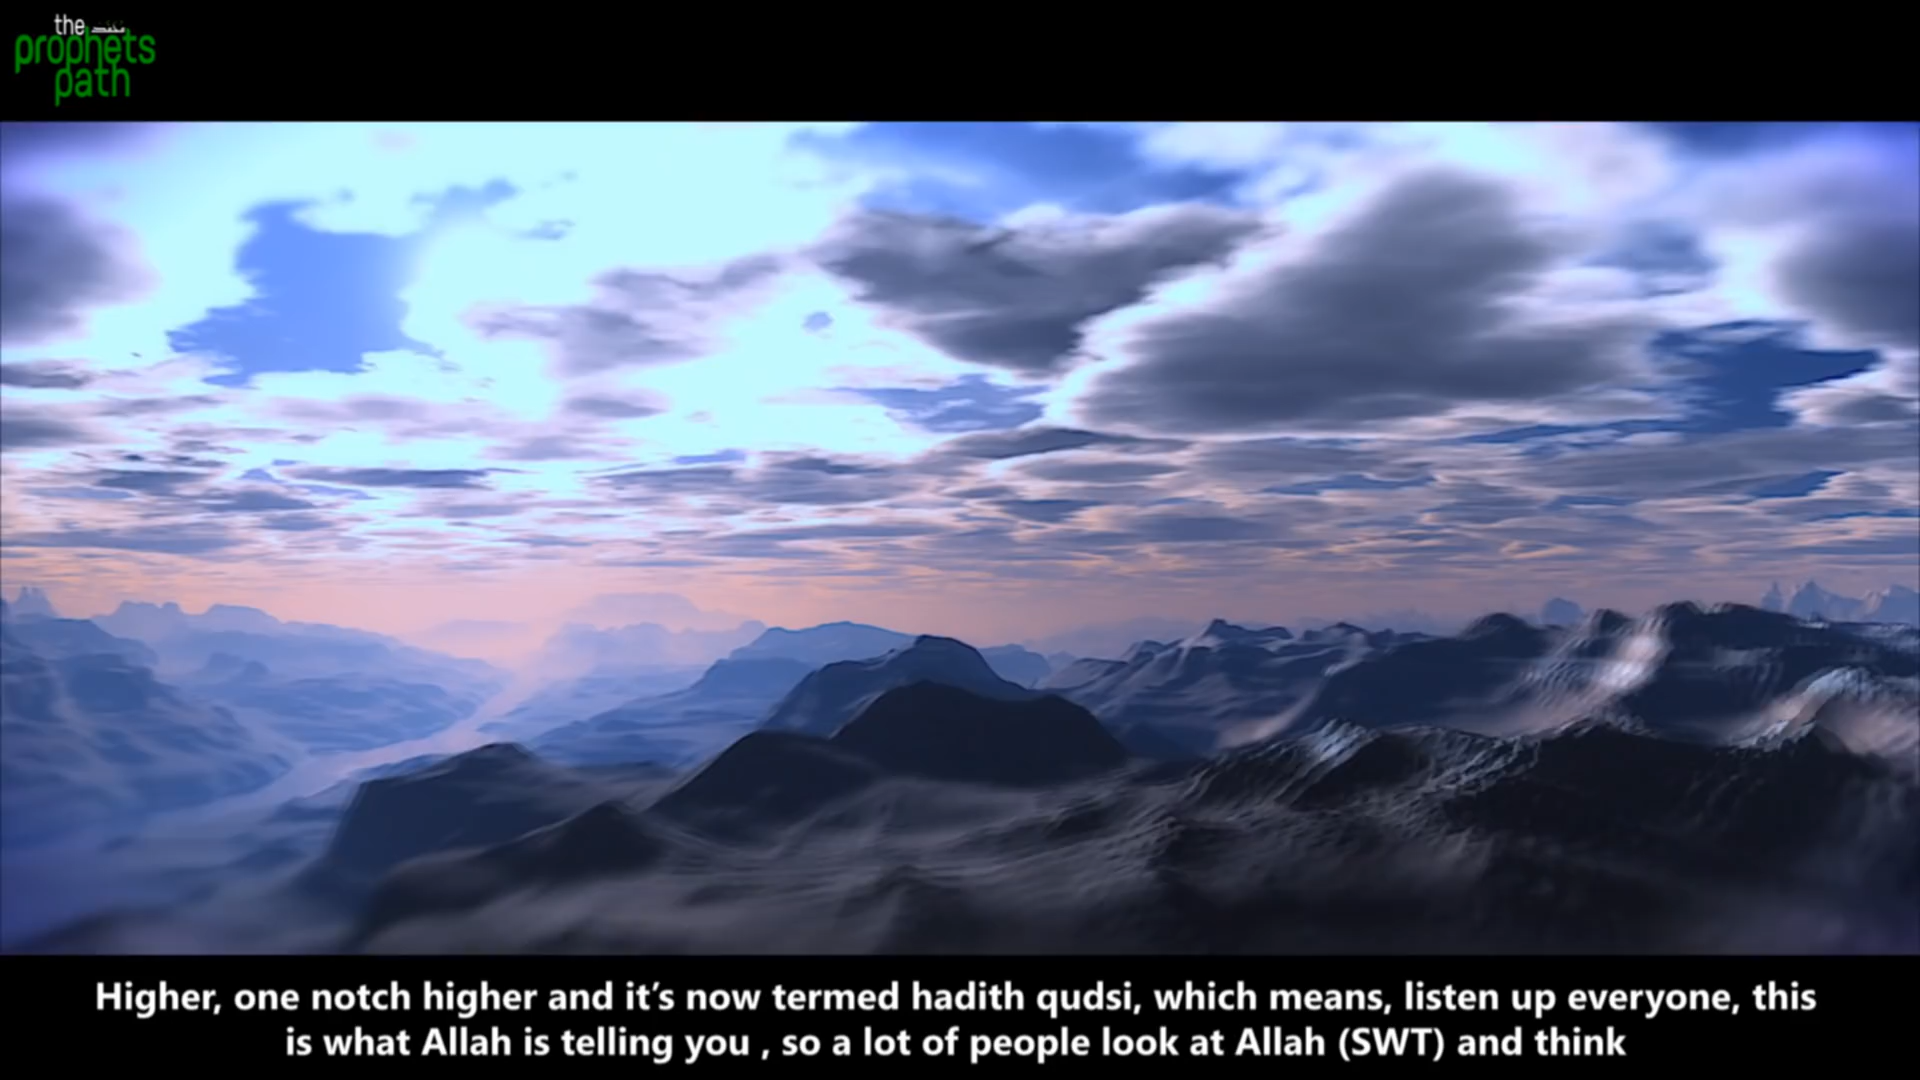 the
prophets
path
Higher, one notch higher and it’s now termed hadith qudsi, which means, listen up everyone, this
is what Allah is telling you , so a lot of people look at Allah (SWT) and think